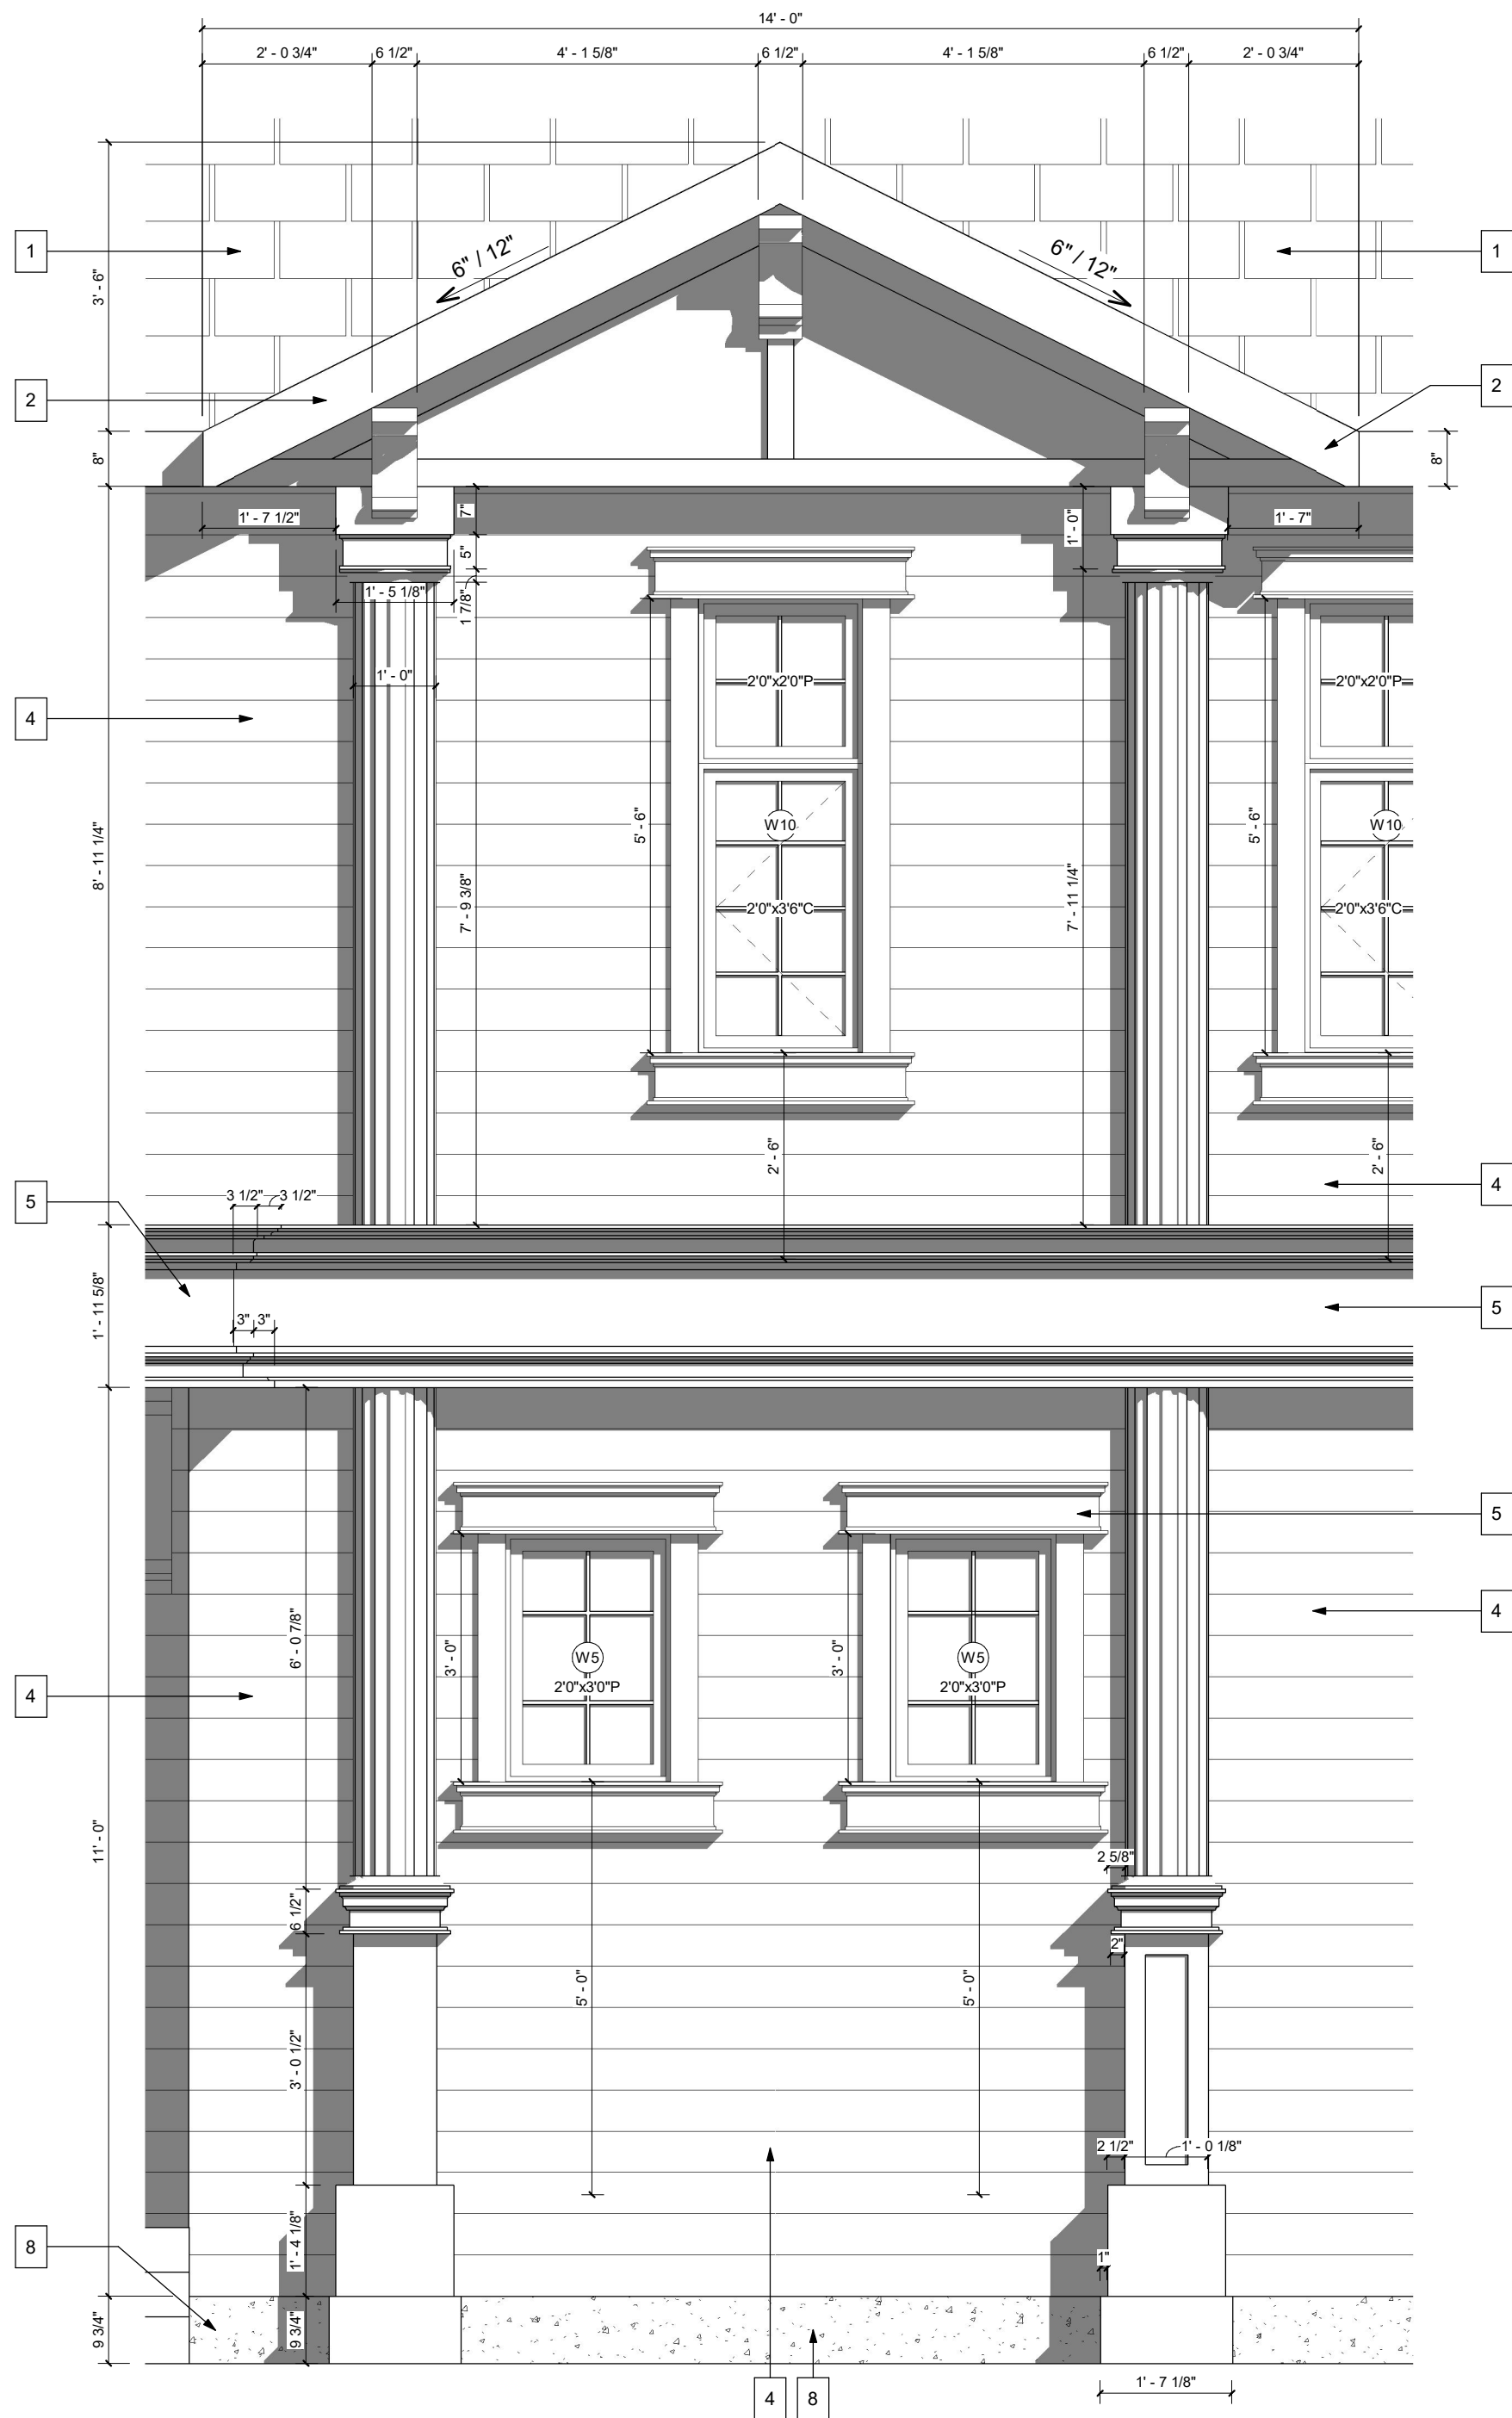 14' - 0"
2' - 0 3/4" 6 1/2" 4' - 1 5/8" 6 1/2" 4' - 1 5/8" 6 1/2" 2' - 0 3/4"
1 6" / 12" 6" / 12" 1
3' - 6"
2 2
8" 8"
1' - 7 1/2" 7" 1' - 0" 1' - 7"
5"
1' - 5 1/8" 1 7/8"
1' - 0" 2'0"x2'0"P 2'0"x2'0"P
4
5' - 6" W10 5' - 6" W10
8' - 11 1/4"
7' - 9 3/8" 2'0"x3'6"C 7' - 11 1/4" 2'0"x3'6"C
2' - 6" 2' - 6"
5 3 1/2" 3 1/2" 4
1' - 11 5/8" 5
3" 3"
5
4
6' - 0 7/8" 3' - 0" W5 3' - 0" W5
4 2'0"x3'0"P 2'0"x3'0"P
11' - 0"
2 5/8"
6 1/2"
2"
5' - 0" 5' - 0"
3' - 0 1/2"
2 1/2" 1' - 0 1/8"
8 1' - 4 1/8" 1"
9 3/4" 9 3/4"
4 8 1' - 7 1/8"